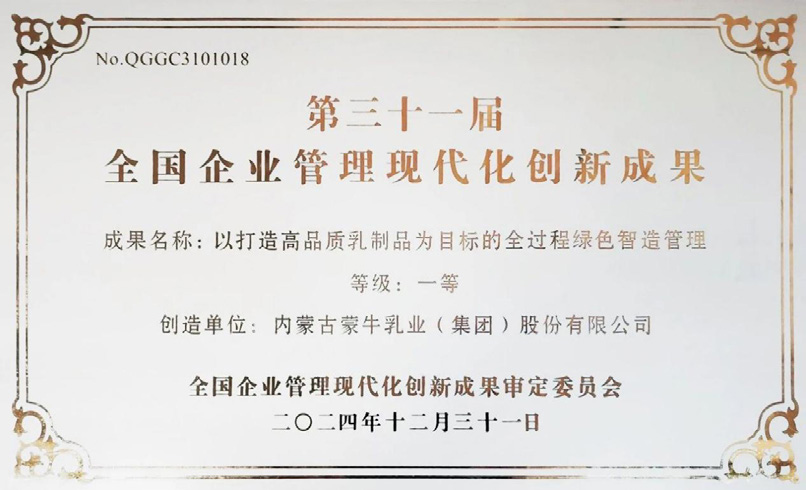 No.QGGC3101018
第三十一届
全国企业管理现代化创新成果
成果名称：以打造高品质乳制品为目标的全过程绿色智造管理
等级：一等
创造单位：内蒙古蒙牛乳业（集团）股份有限公司
全国企业管理现代化创新成果审定委员会
二〇二四年十二月三十一日